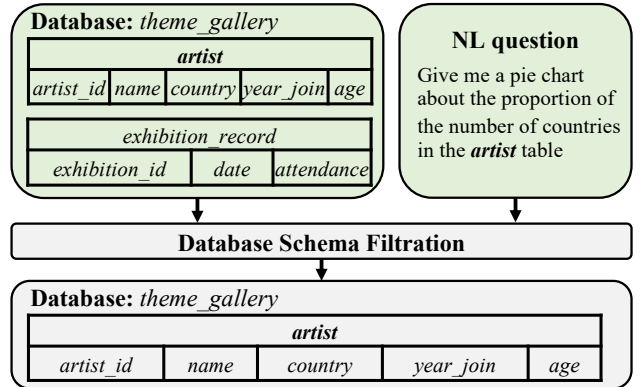 Database: theme_gallery
artist
artist_id name country year_join age
exhibition_record
exhibition_id date attendance
NL question
Give me a pie chart
about the proportion of
the number of countries
in the artist table
Database Schema Filtration
Database: theme_gallery
artist
artist_id name country year_join age